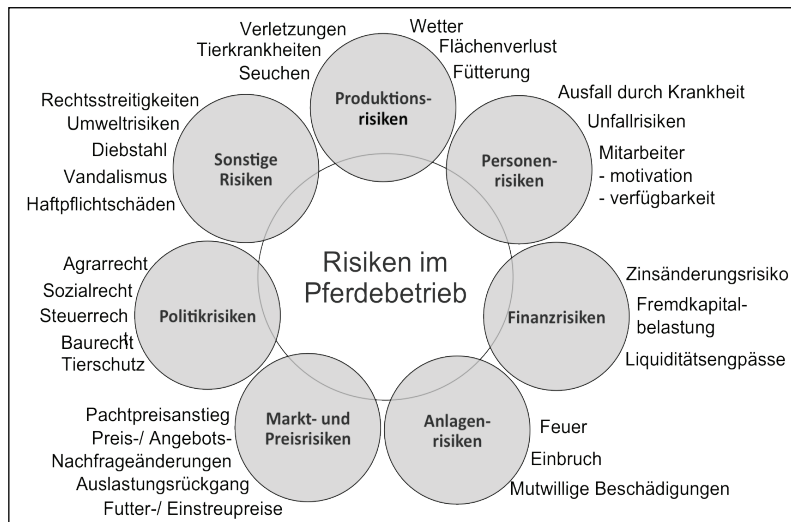 Risiken im
Pferdebetrieb
Produktions-
risiken
Verletzungen
Tierkrankheiten
Seuchen
Wetter
Flächenverlust
Fütterung
Personen-
risiken
Ausfall durch Krankheit
Unfallrisiken
Mitarbeiter
- motivation
- verfügbarkeit
Finanzrisiken
Zinsänderungsrisiko
Fremdkapital-
belastung
Liquiditätsengpässe
Anlagen-
risiken
Feuer
Einbruch
Mutwillige Beschädigungen
Markt- und
Preisrisiken
Pachtpreisanstieg
Preis-/ Angebots-
Nachfrageänderungen
Auslastungsrückgang
Futter-/ Einstreupreise
Politikrisiken
Agrarrecht
Sozialrecht
Steuerrech
t
Baurecht
Tierschutz
Sonstige
Risiken
Rechtsstreitigkeiten
Umweltrisiken
Diebstahl
Vandalismus
Haftpflichtschäden